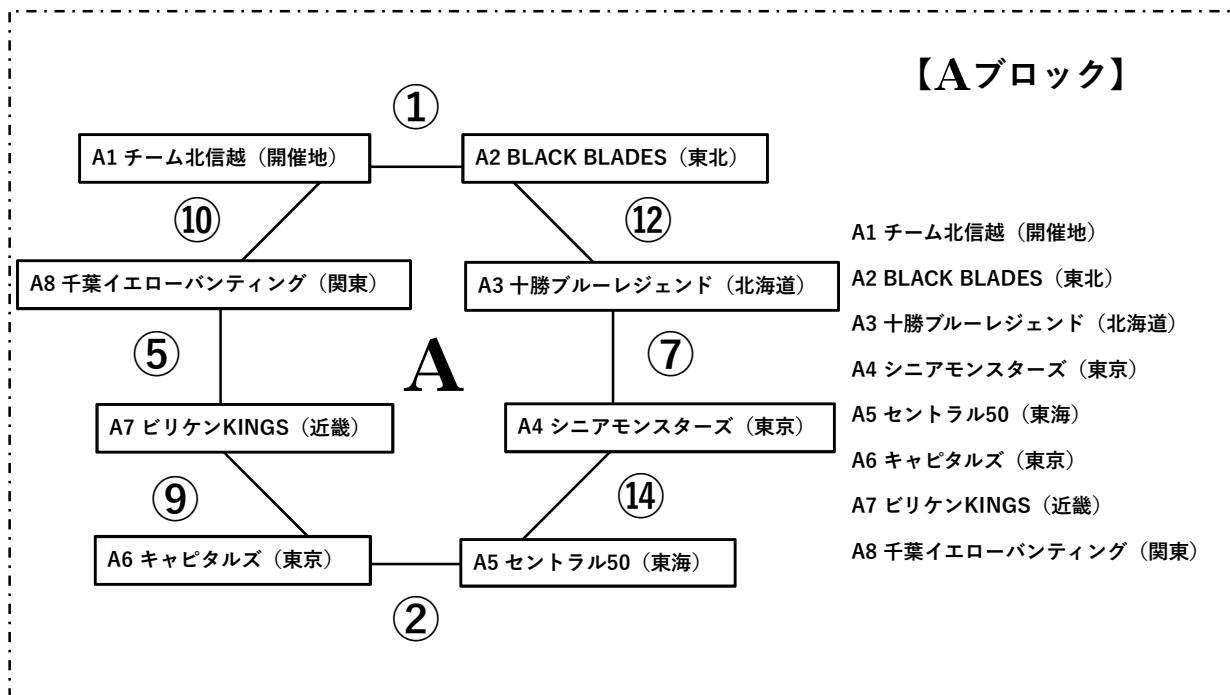 【Aブロック】
①
A1 チーム北信越（開催地）
A2 BLACK BLADES（東北）
⑩
⑫
A8 千葉イエローバンティング（関東）
A3 十勝ブルーレジェンド（北海道）
⑤
A
⑦
A7 ビリケンKINGS（近畿）
A4 シニアモンスターズ（東京）
⑨
⑭
A6 キャピタルズ（東京）
A5 セントラル50（東海）
②
A1 チーム北信越（開催地）
A2 BLACK BLADES（東北）
A3 十勝ブルーレジェンド（北海道）
A4 シニアモンスターズ（東京）
A5 セントラル50（東海）
A6 キャピタルズ（東京）
A7 ビリケンKINGS（近畿）
A8 千葉イエローバンティング（関東）